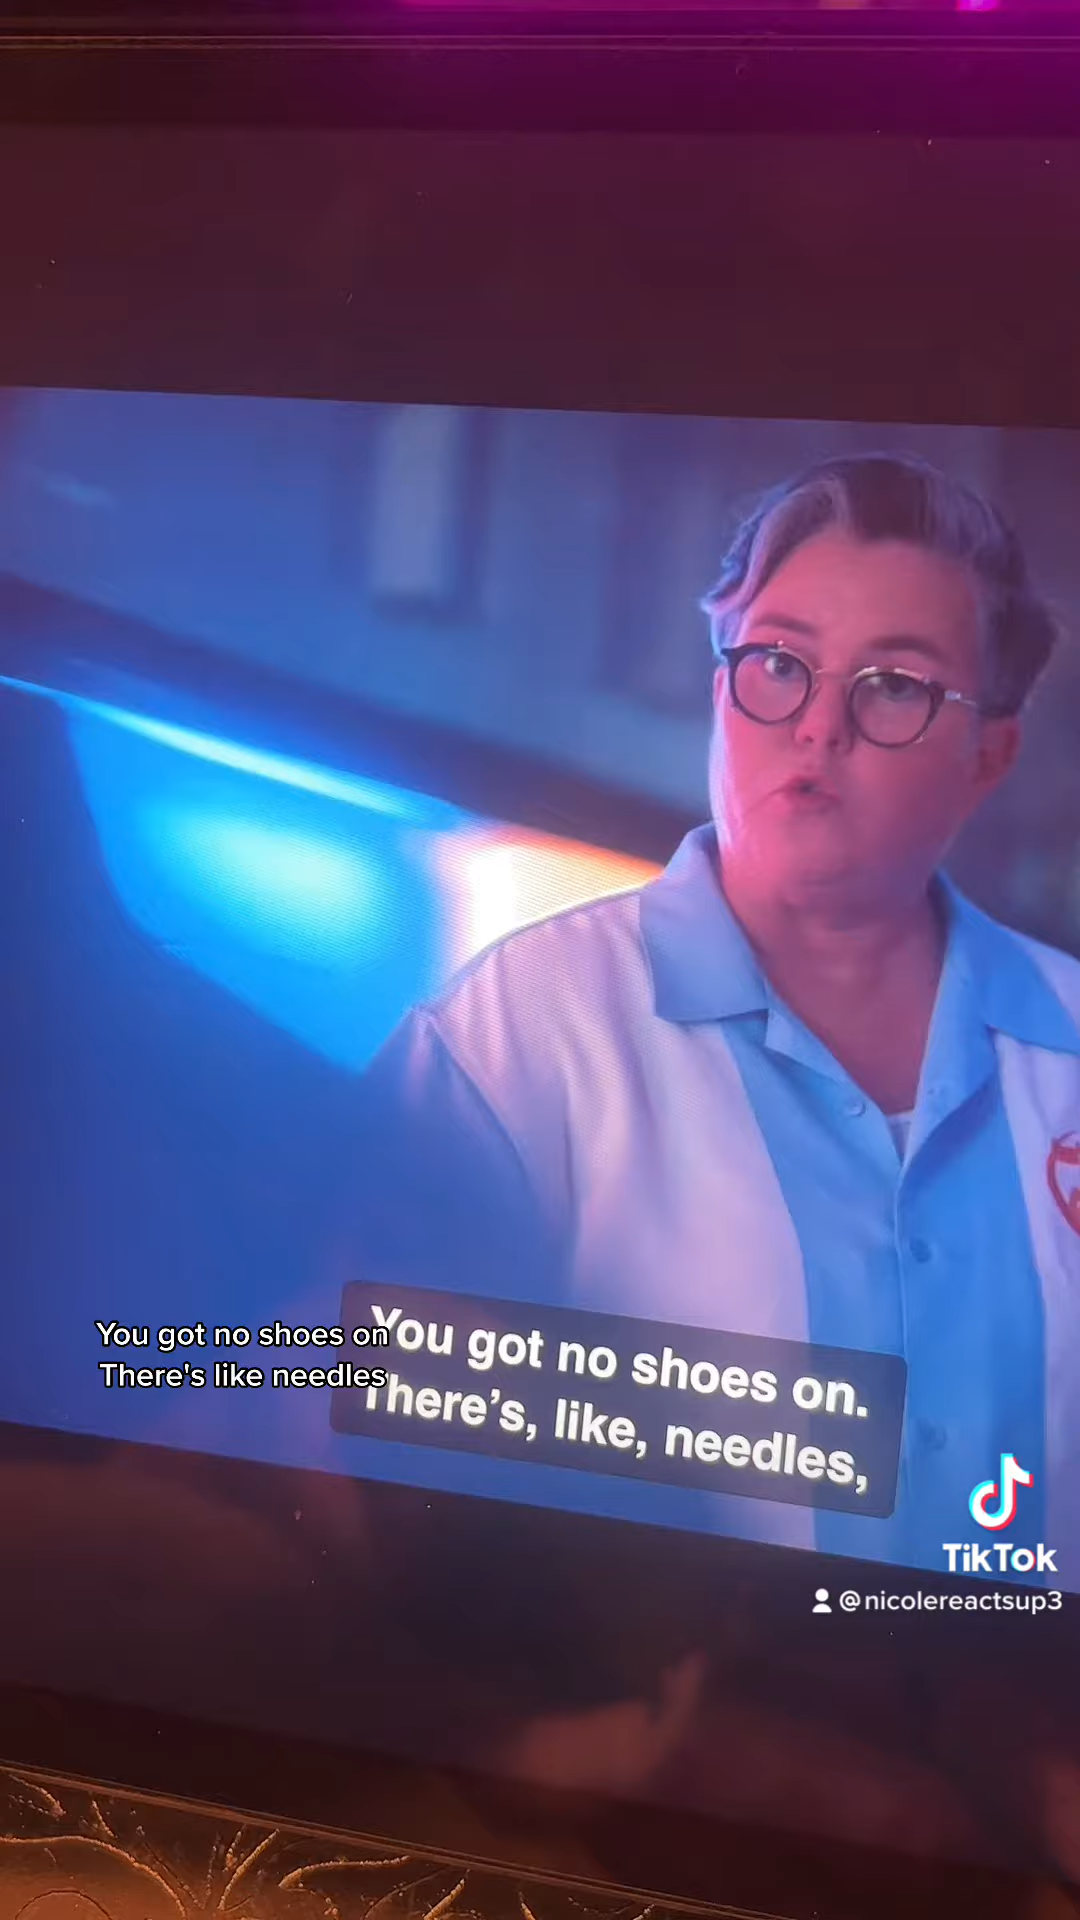 You got no shoes on
There's like needles
You got no shoes on.
There's, like, needles,
TikTok
@nicolereactsup3